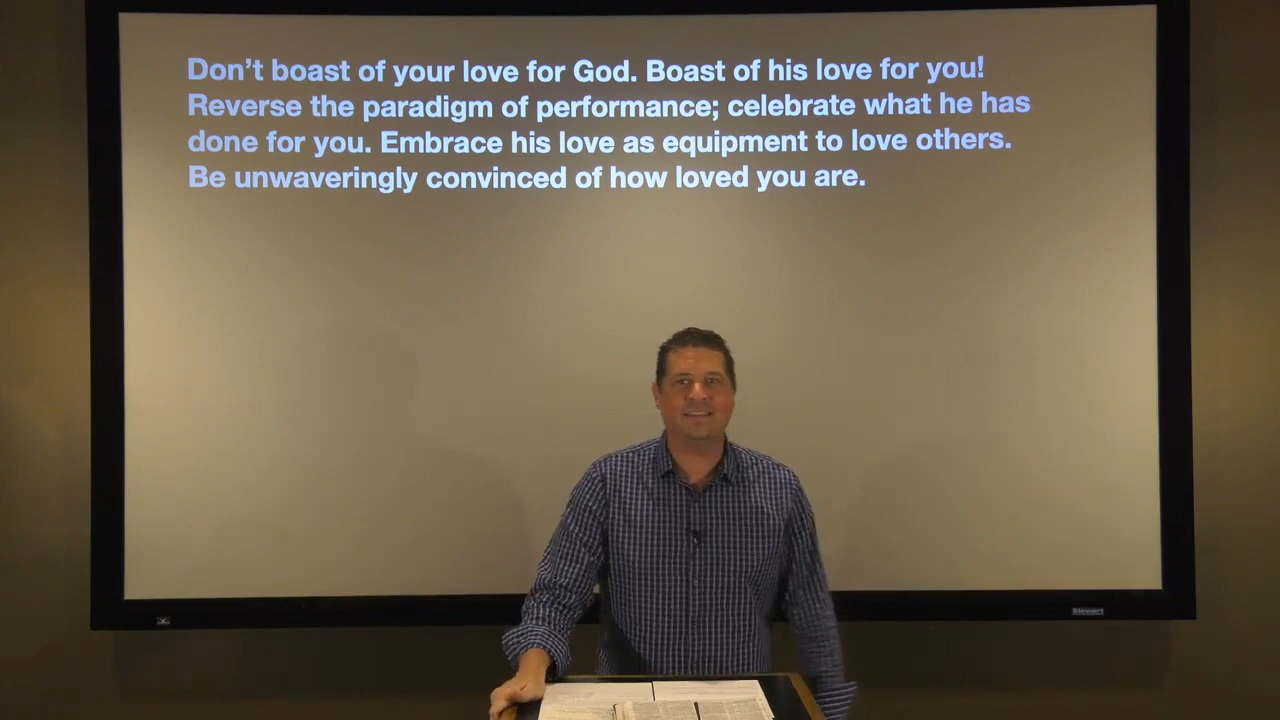 Don't boast of your love for God. Boast of his love for you!
Reverse the paradigm of performance; celebrate what he has
done for you. Embrace his love as equipment to love others.
Be unwaveringly convinced of how loved you are.
Stewart